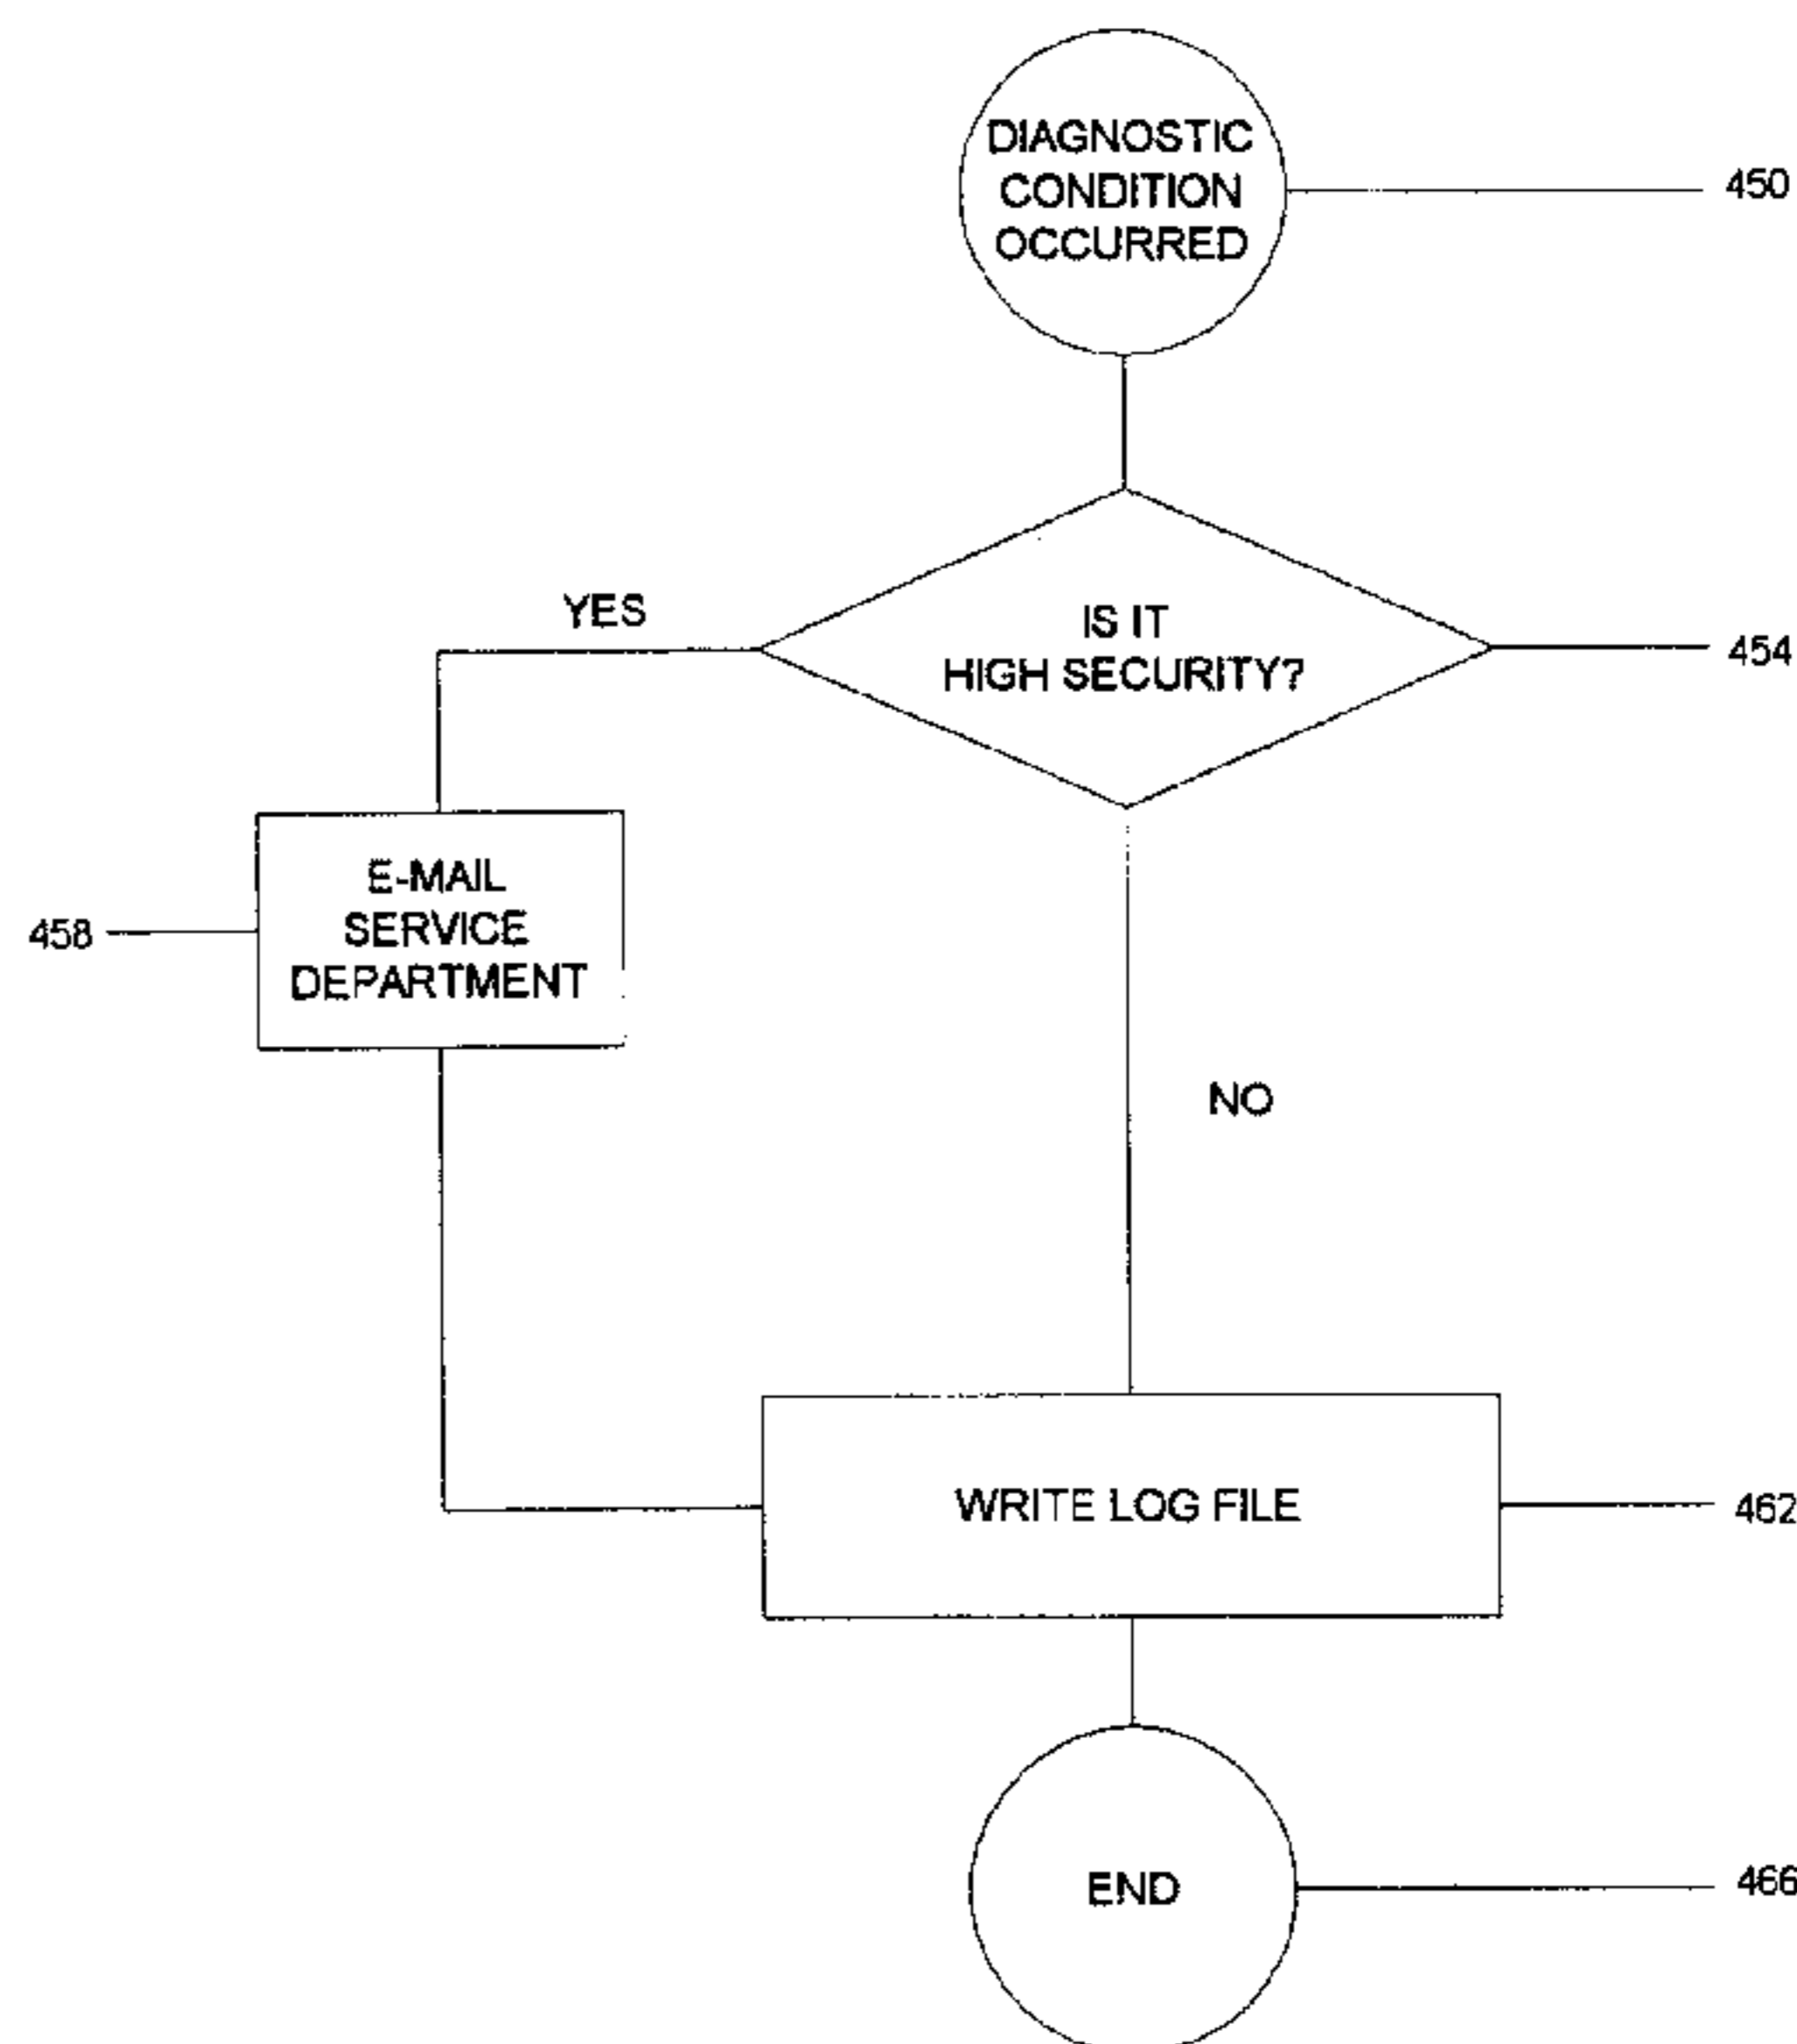 DIAGNOSTIC
CONDITION
OCCURRED
450
YES
IS IT
HIGH SECURITY?
454
E-MAIL
SERVICE
DEPARTMENT
458
NO
WRITE LOG FILE
462
END
466